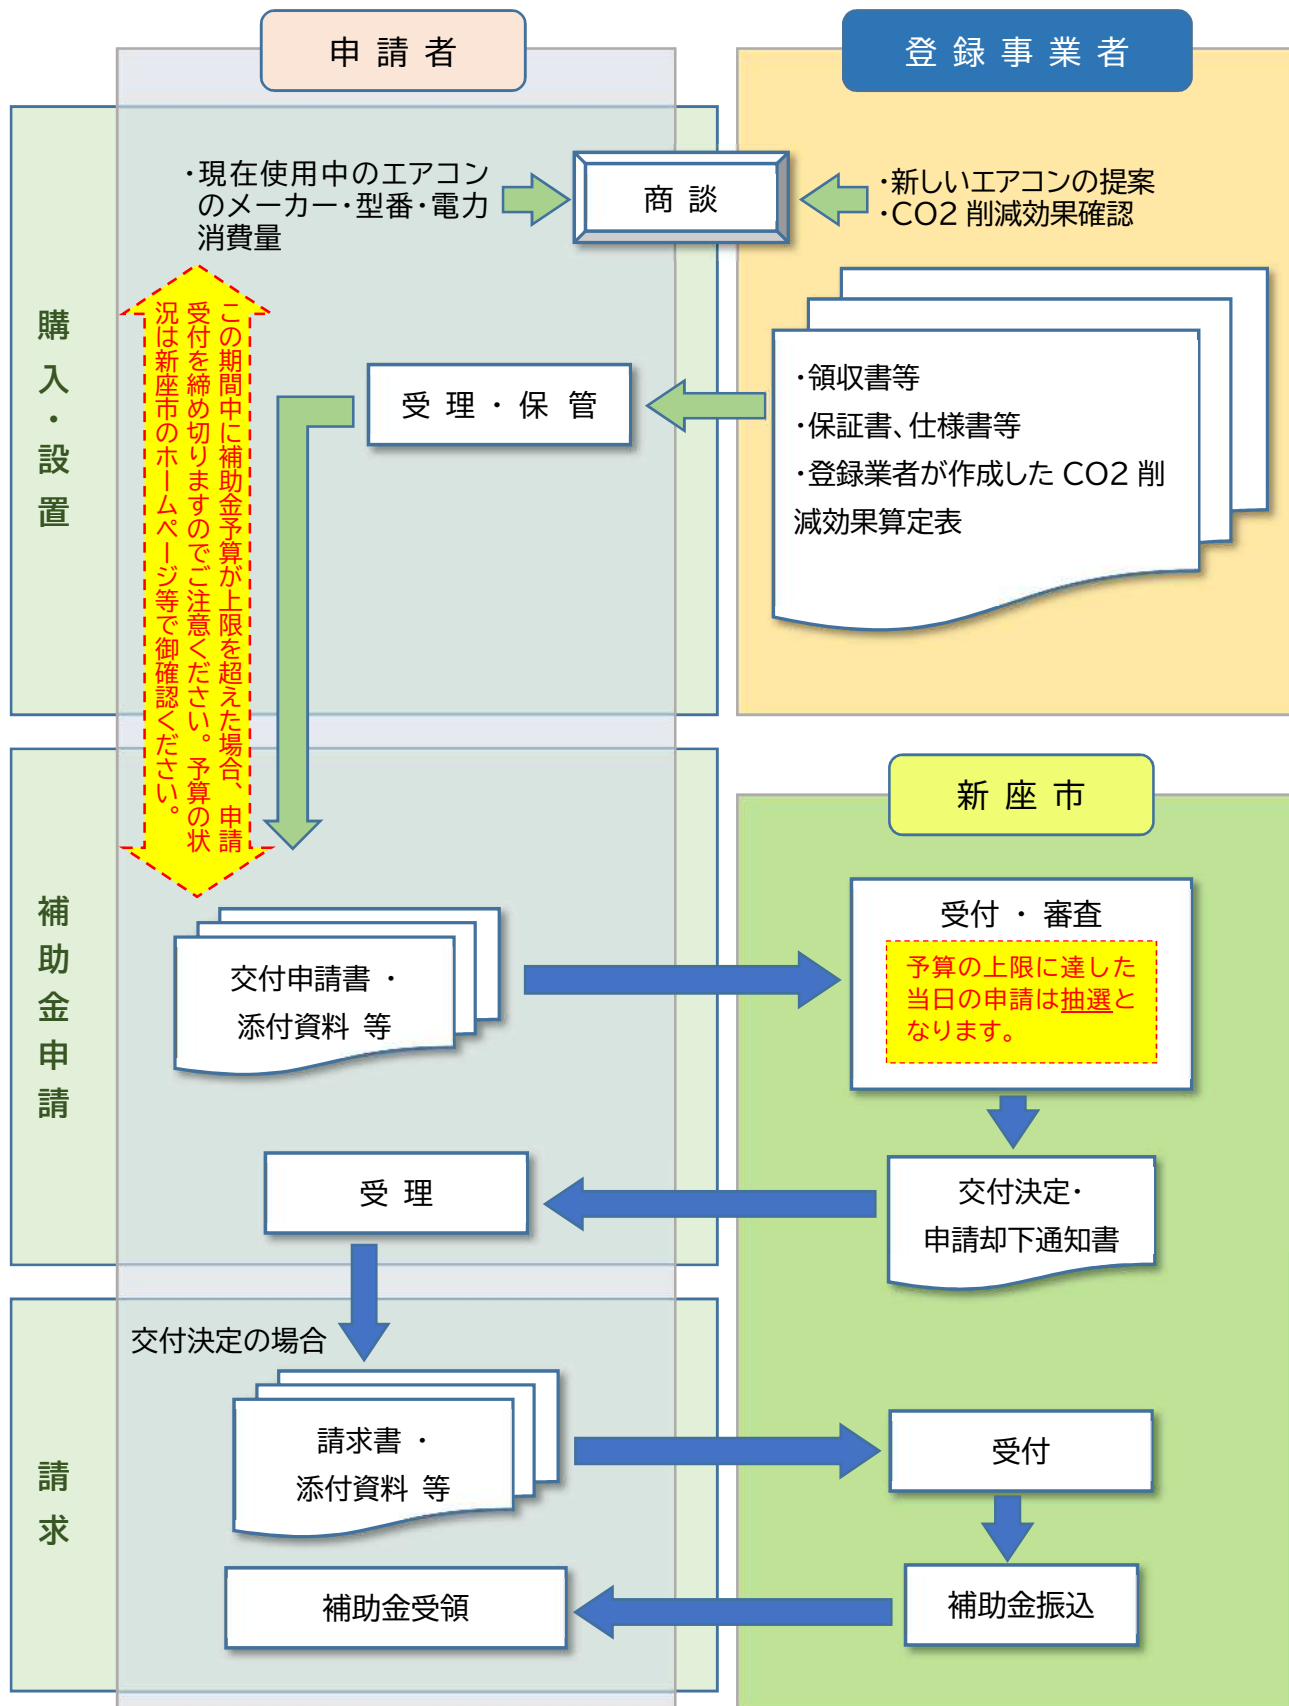 申請者
登録事業者
購入・設置
・現在使用中のエアコン
のメーカー・型番・電力
消費量
商談
・新しいエアコンの提案
・CO2 削減効果確認
この期間中に補助金予算が上限を超えた場合、申請
受付を締め切りますのでご注意ください。予算の状
況は新座市のホームページ等で御確認ください。
受理・保管
・領収書等
・保証書、仕様書等
・登録業者が作成した CO2 削
減効果算定表
補助金申請
新座市
交付申請書・
添付資料 等
受付・審査
予算の上限に達した
当日の申請は抽選と
なります。
受理
交付決定・
申請却下通知書
請求
交付決定の場合
請求書・
添付資料 等
受付
補助金受領
補助金振込